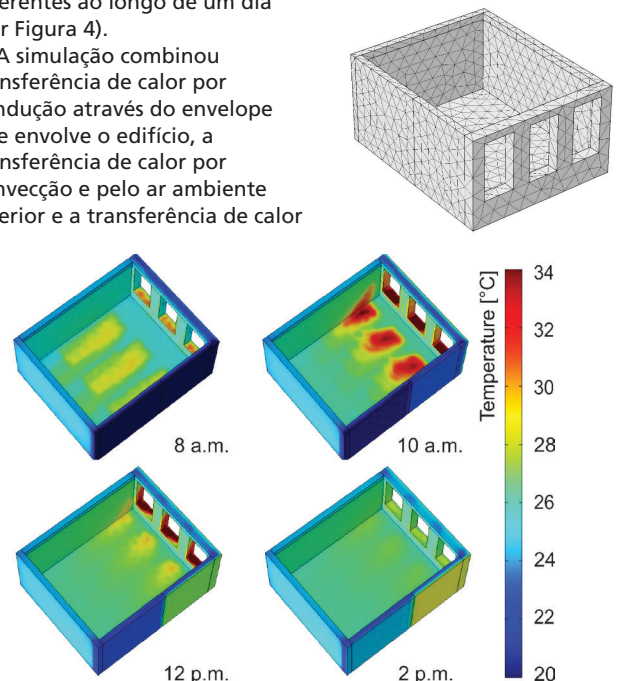 erentes ao longo de um dia
r Figura 4).
A simulação combinou
nsferência de calor por
ndução através do envelope
e envolve o edifício, a
nsferência de calor por
nvecção e pelo ar ambiente
erior e a transferência de calor
8 a.m.
10 a.m.
12 p.m.
2 p.m.
Temperature [°C]
34
32
30
28
26
24
22
20